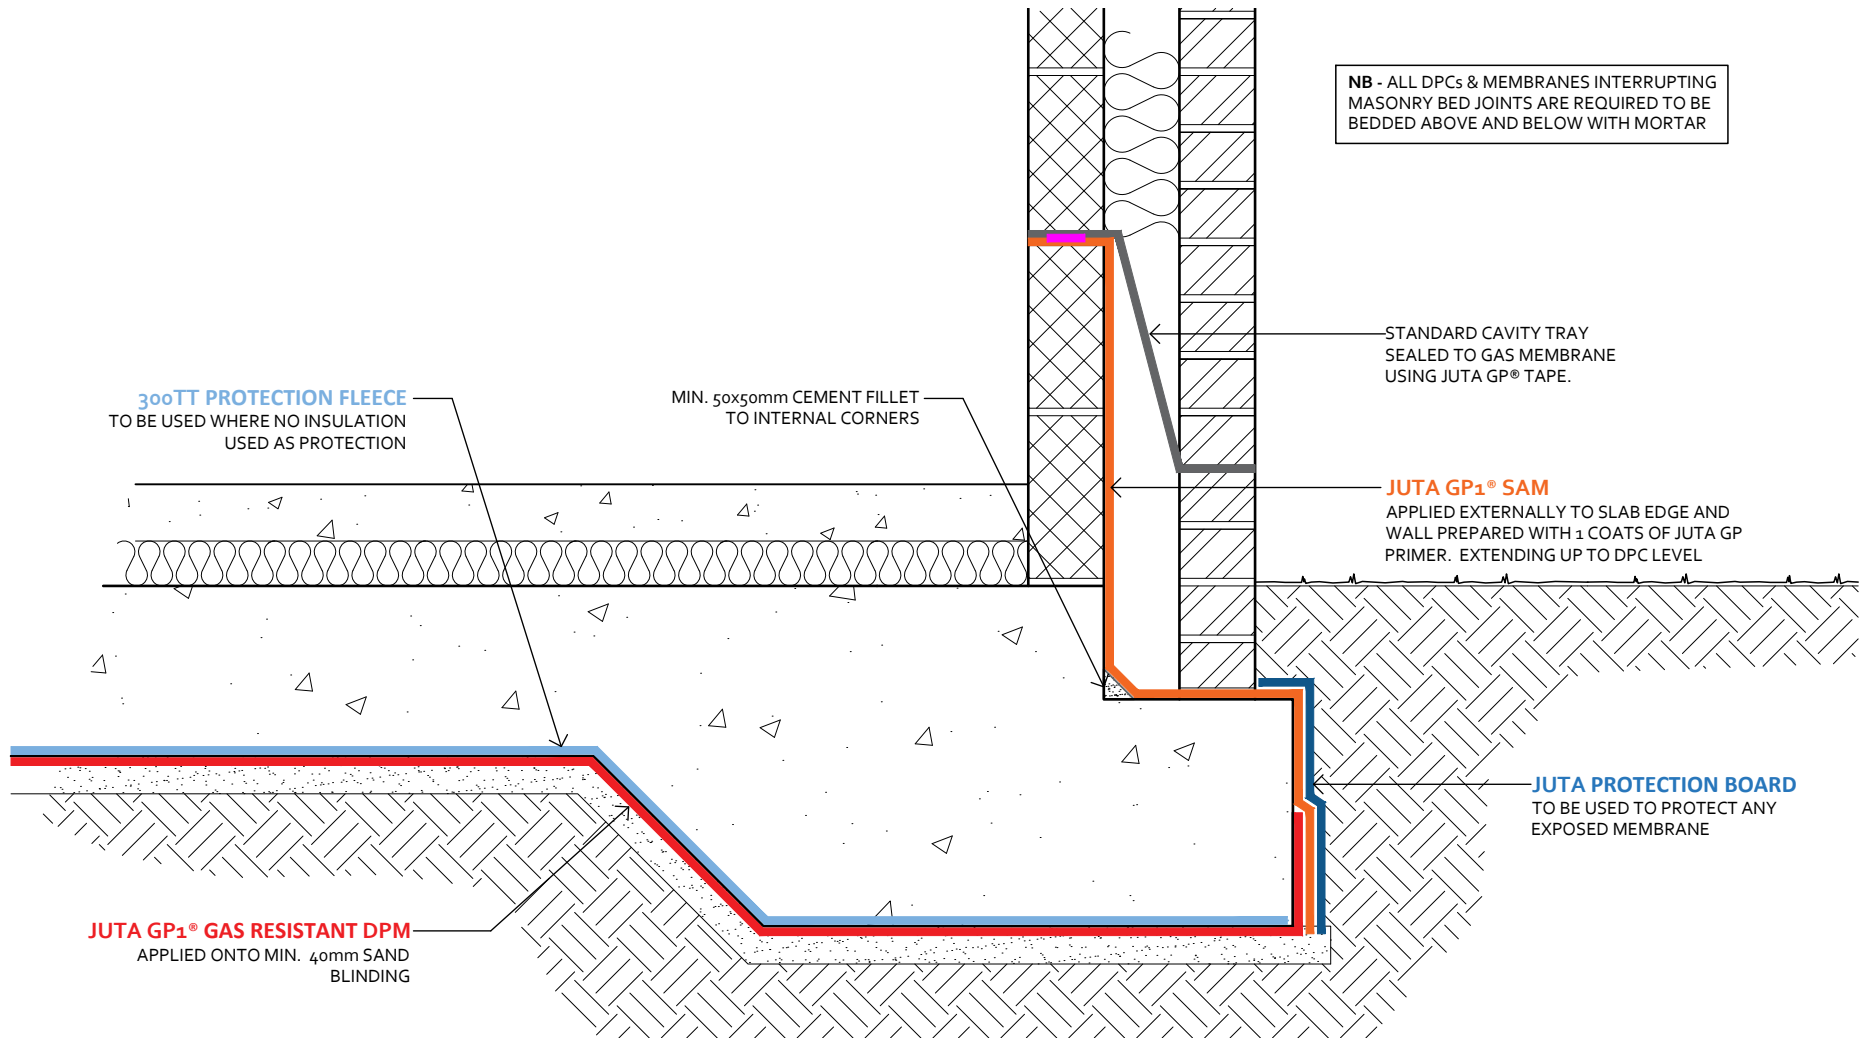 NB - ALL DPCs & MEMBRANES INTERRUPTING
MASONRY BED JOINTS ARE REQUIRED TO BE
BEDDED ABOVE AND BELOW WITH MORTAR
STANDARD CAVITY TRAY
SEALED TO GAS MEMBRANE
USING JUTA GP® TAPE.
300TT PROTECTION FLEECE
TO BE USED WHERE NO INSULATION
USED AS PROTECTION
MIN. 50x50mm CEMENT FILLET
TO INTERNAL CORNERS
JUTA GP1® SAM
APPLIED EXTERNALLY TO SLAB EDGE AND
WALL PREPARED WITH 1 COATS OF JUTA GP
PRIMER. EXTENDING UP TO DPC LEVEL
JUTA PROTECTION BOARD
TO BE USED TO PROTECT ANY
EXPOSED MEMBRANE
JUTA GP1® GAS RESISTANT DPM
APPLIED ONTO MIN. 40mm SAND
BLINDING